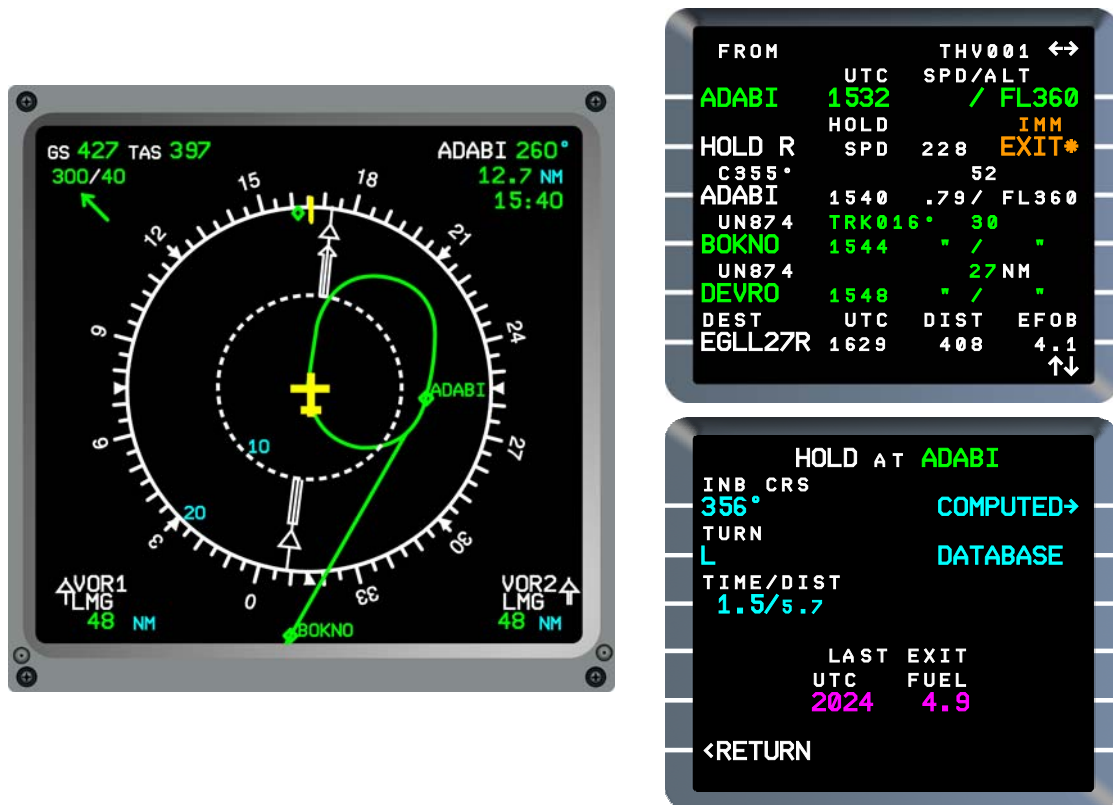 GS 427 TAS 397
300/40
ADABI 260°
12.7 NM
15:40
15
18
12
21
9
24
6
27
3
30
0
33
ADABI
10
20
BOKNO
VOR1
LMG
48 NM
VOR2
LMG
48 NM
FROM THV001 ↔
UTC SPD/ALT
ADABI 1532 / FL360
HOLD IMM
HOLD R SPD 228 EXIT*
C355° 52
ADABI 1540 .79/ FL360
UN874 TRK016° 30
BOKNO 1544 " / "
UN874 27NM
DEVRO 1548 " / "
DEST UTC DIST EFOB
EGLL27R 1629 408 4.1
↑↓
HOLD AT ADABI
INB CRS
356° COMPUTED→
TURN
L DATABASE
TIME/DIST
1.5/5.7
LAST EXIT
UTC FUEL
2024 4.9
<RETURN